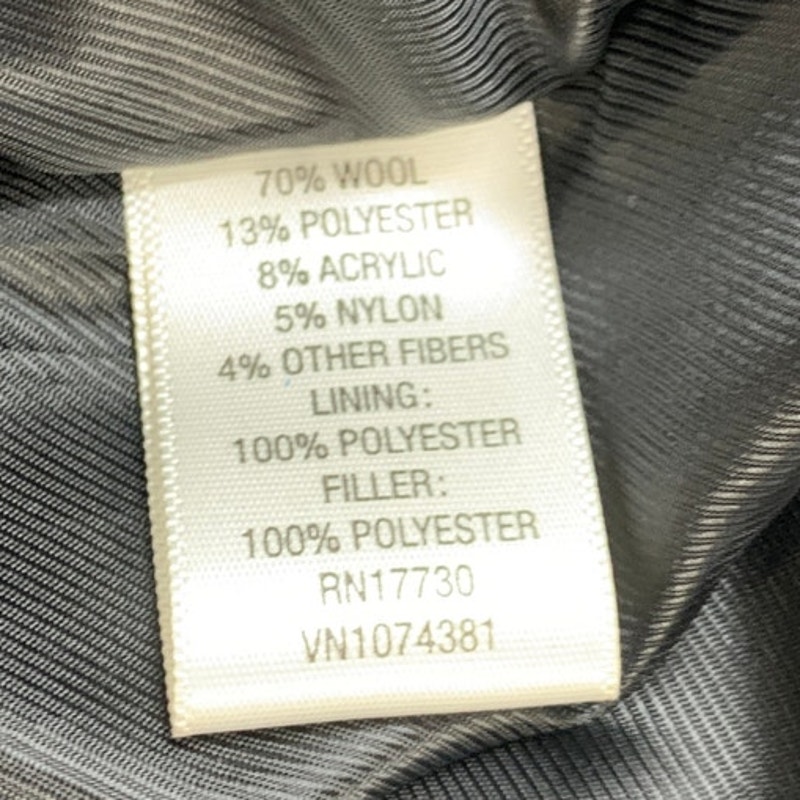 70% WOOL
13% POLYESTER
8% ACRYLIC
5% NYLON
4% OTHER FIBERS
LINING:
100% POLYESTER
FILLER:
100% POLYESTER
RN17730
VN1074381